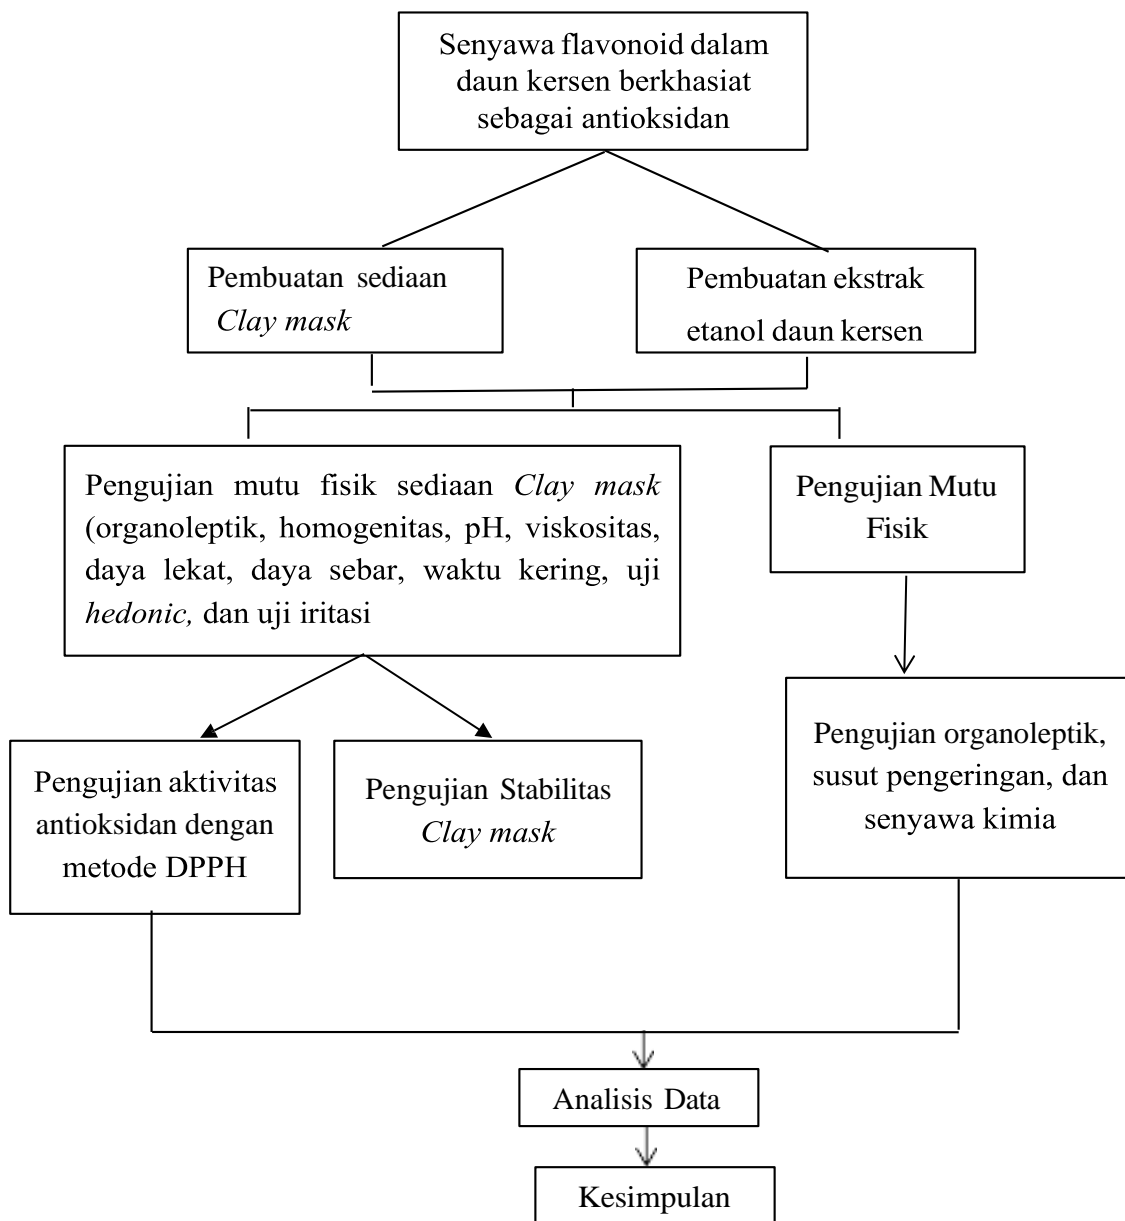 Senyawa flavonoid dalam
daun kersen berkhasiat
sebagai antioksidan
Pembuatan sediaan
Clay mask
Pembuatan ekstrak
etanol daun kersen
Pengujian mutu fisik sediaan Clay mask
(organoleptik, homogenitas, pH, viskositas,
daya lekat, daya sebar, waktu kering, uji
hedonic, dan uji iritasi
Pengujian Mutu
Fisik
Pengujian aktivitas
antioksidan dengan
metode DPPH
Pengujian Stabilitas
Clay mask
Pengujian organoleptik,
susut pengeringan, dan
senyawa kimia
Analisis Data
Kesimpulan